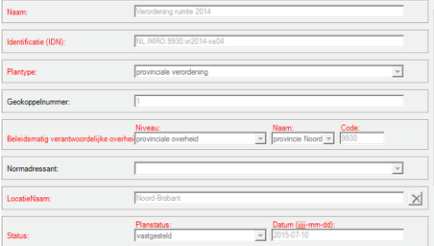 Naam: Verordening ruimte 2014
Identificatie (IDN): NL.IMRO.9930.vr2014-va04
Plantype: provinciale verordening
Geokoppelnummer: 1
Niveau: Naam: Code:
Beleidsmatig verantwoordelijke overhei provinciale overheid provincie Noord 9930
Normadressant:
LocatieNaam: Noord-Brabant
Planstatus: Datum (jjjj-mm-dd):
Status: vastgesteld 2015-07-10